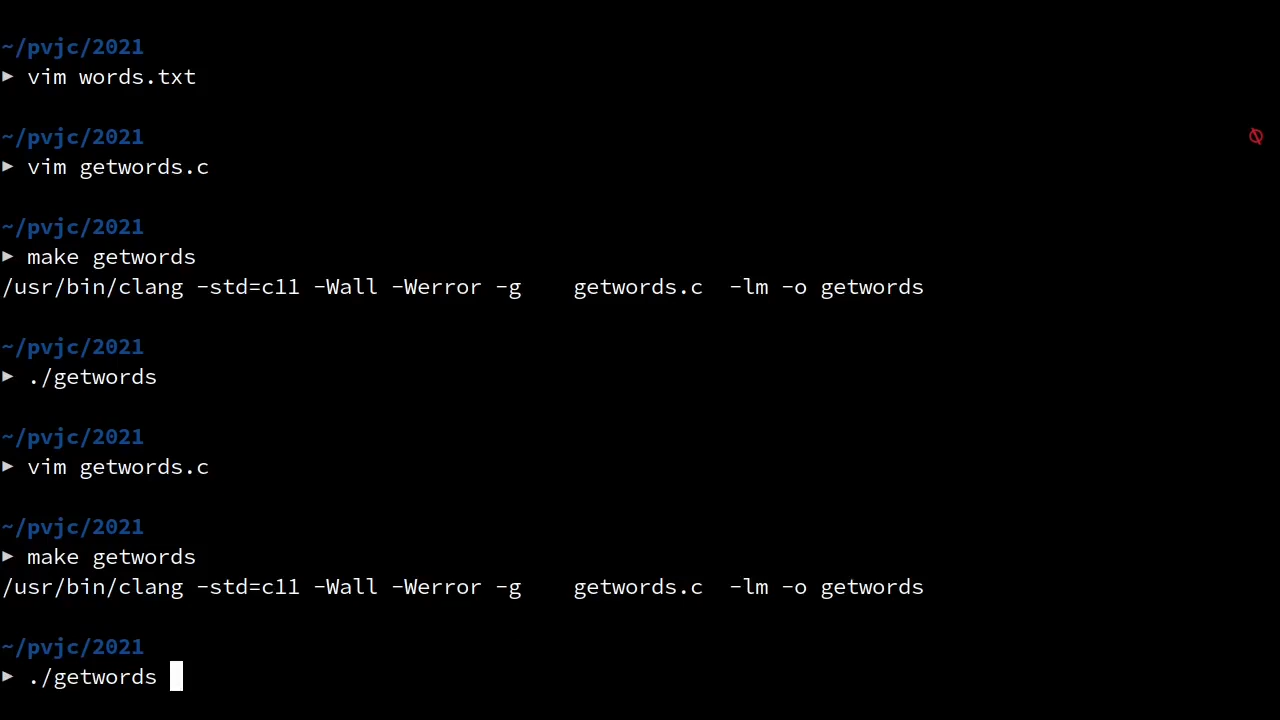 ~/pvjc/2021
▶ vim words.txt
~/pvjc/2021
▶ vim getwords.c
~/pvjc/2021
▶ make getwords
/usr/bin/clang -std=c11 -Wall -Werror -g    getwords.c  -lm -o getwords
~/pvjc/2021
▶ ./getwords
~/pvjc/2021
▶ vim getwords.c
~/pvjc/2021
▶ make getwords
/usr/bin/clang -std=c11 -Wall -Werror -g    getwords.c  -lm -o getwords
~/pvjc/2021
▶ ./getwords